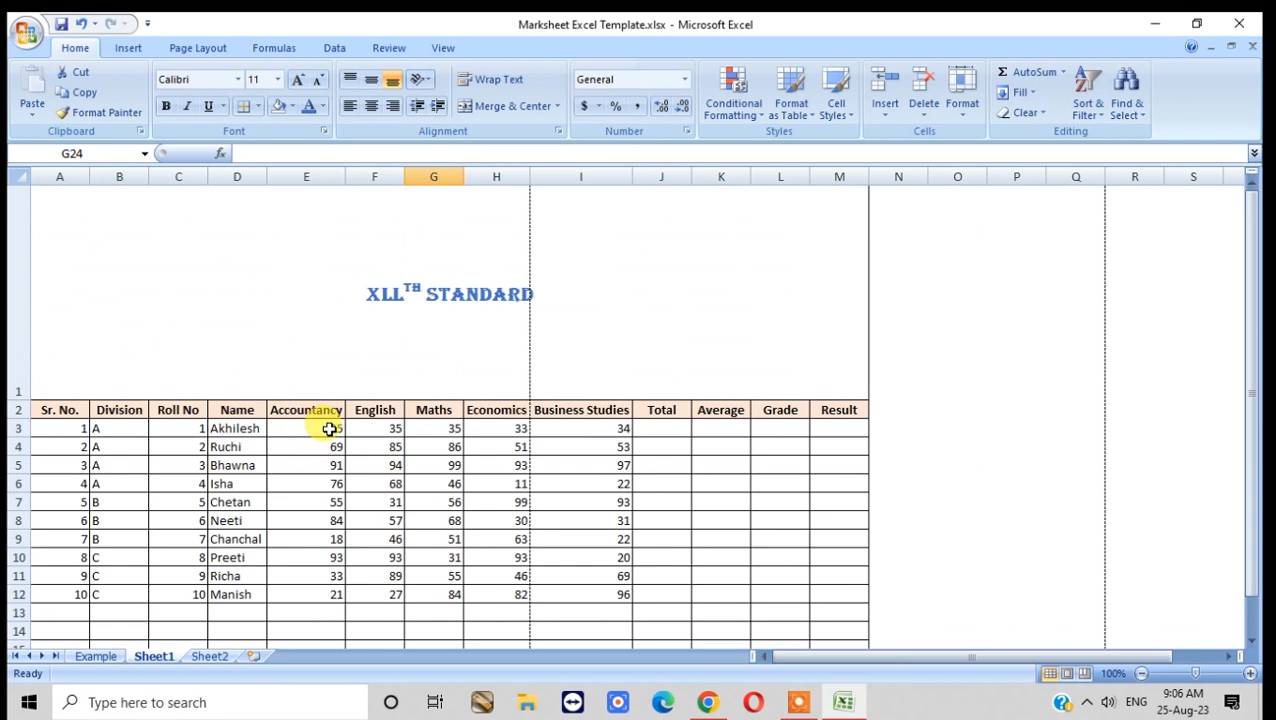 Marksheet Excel Template.xlsx - Microsoft Excel
Home Insert Page Layout Formulas Data Review View
Cut
Copy
Format Painter
Paste
Clipboard
Calibri 11
B I U
Font
Wrap Text
Merge & Center
Alignment
General
$ % ,
Number
Conditional Formatting
Format as Table
Cell Styles
Styles
Insert Delete Format
Cells
AutoSum
Fill
Clear
Sort & Filter
Find & Select
Editing
G24 fx
A B C D E F G H I J K L M N O P Q R S
XLLTH STANDARD
1
2 Sr. No. Division Roll No Name Accountancy English Maths Economics Business Studies Total Average Grade Result
3 1 A 1 Akhilesh 35 35 33 34
4 2 A 2 Ruchi 69 85 86 51 53
5 3 A 3 Bhawna 91 94 99 93 97
6 4 A 4 Isha 76 68 46 11 22
7 5 B 5 Chetan 55 31 56 99 93
8 6 B 6 Neeti 84 57 68 30 31
9 7 B 7 Chanchal 18 46 51 63 22
10 8 C 8 Preeti 93 93 31 93 20
11 9 C 9 Richa 33 89 55 46 69
12 10 C 10 Manish 21 27 84 82 96
13
14
Example Sheet1 Sheet2
Ready 100%
Type here to search
ENG
9:06 AM
25-Aug-23